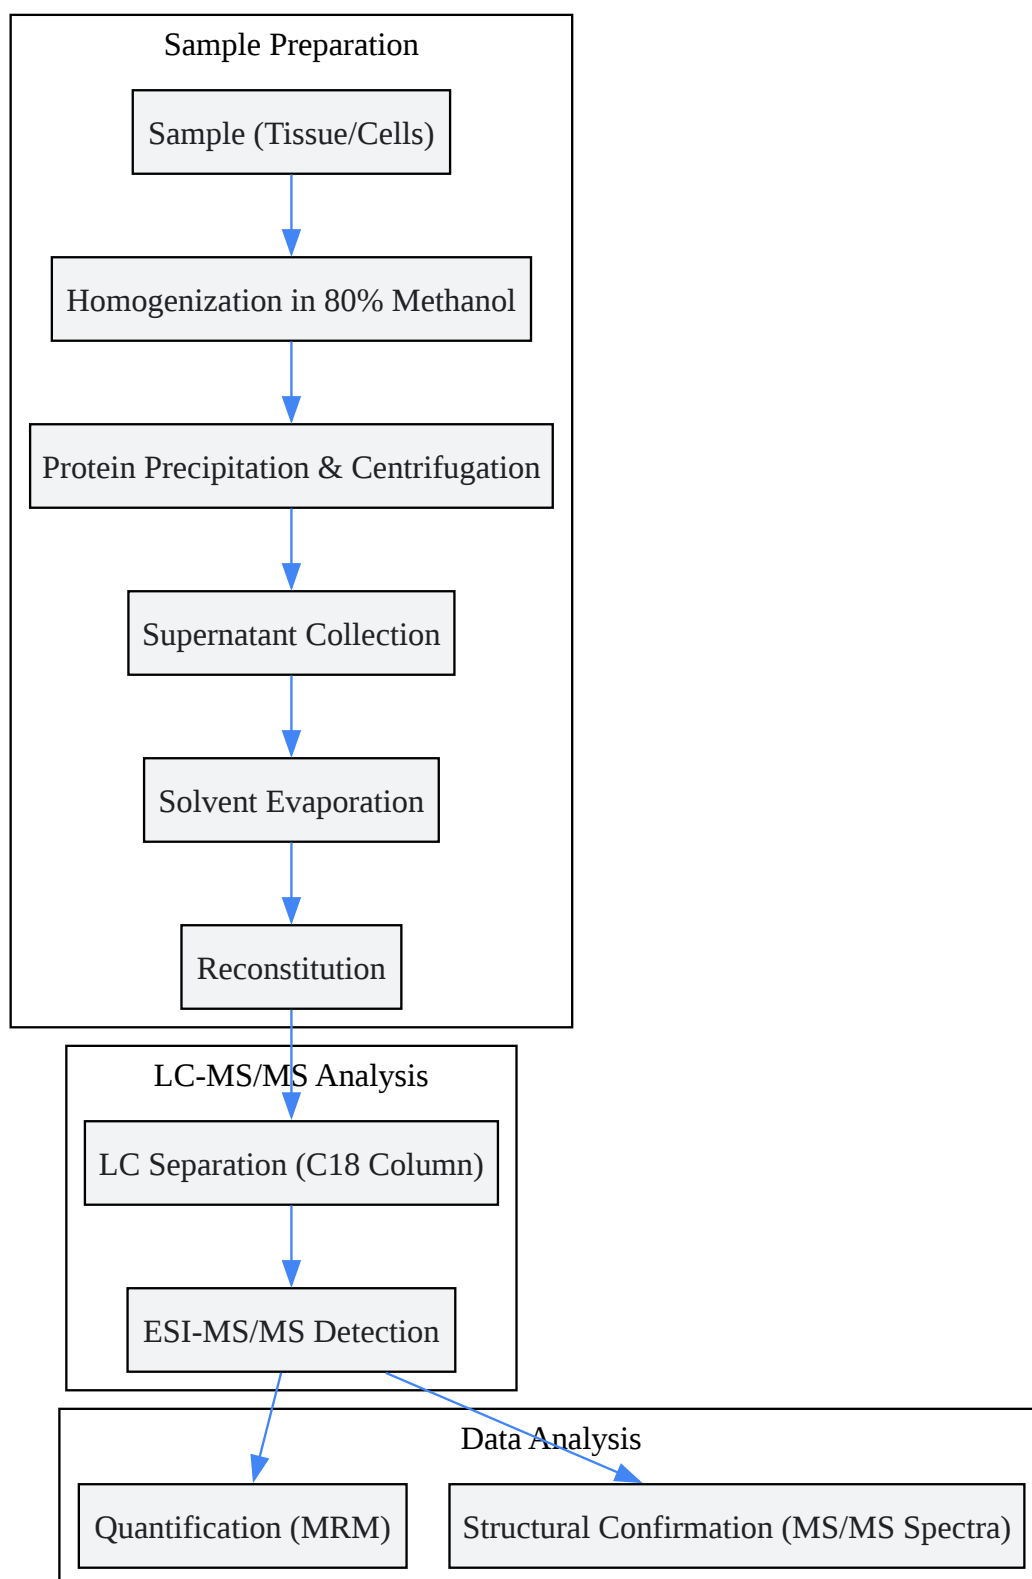 Sample Preparation
Sample (Tissue/Cells)
Homogenization in 80% Methanol
Protein Precipitation & Centrifugation
Supernatant Collection
Solvent Evaporation
Reconstitution
LC-MS/MS Analysis
LC Separation (C18 Column)
ESI-MS/MS Detection
Data Analysis
Quantification (MRM)
Structural Confirmation (MS/MS Spectra)